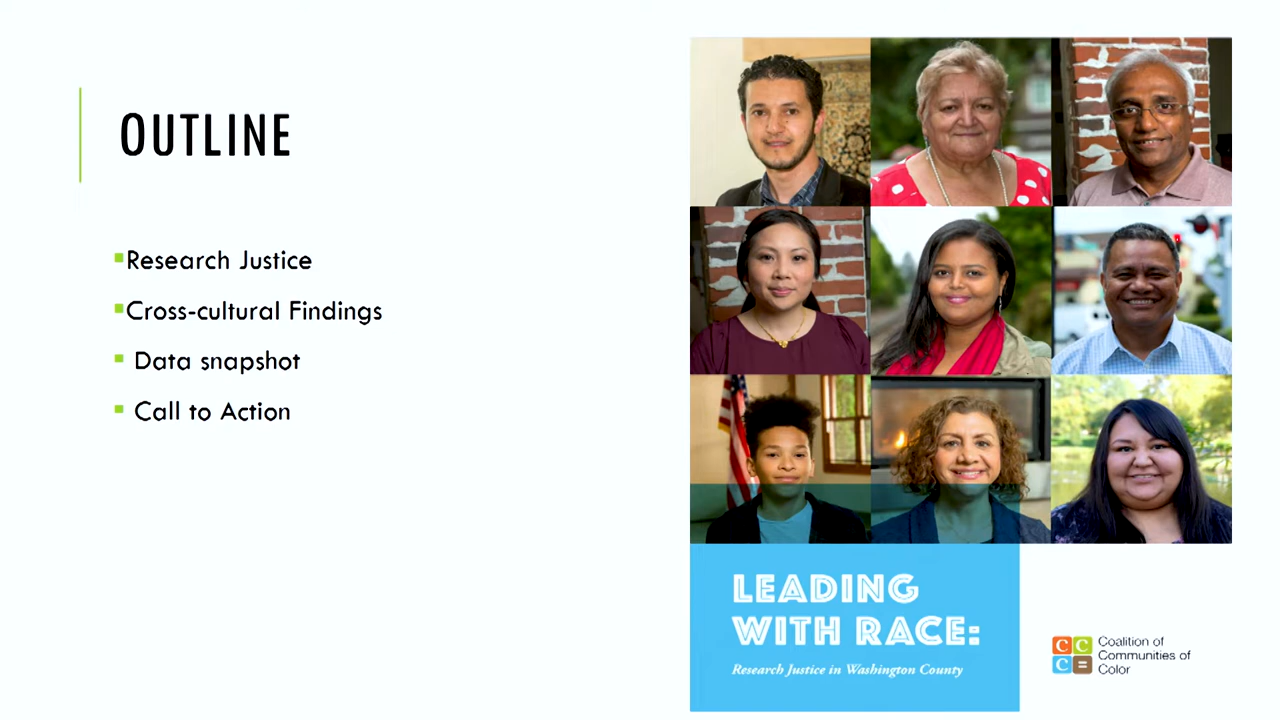 OUTLINE
Research Justice
Cross-cultural Findings
Data snapshot
Call to Action
LEADING
WITH RACE:
Research Justice in Washington County
C C
C =
Coalition of
Communities of
Color